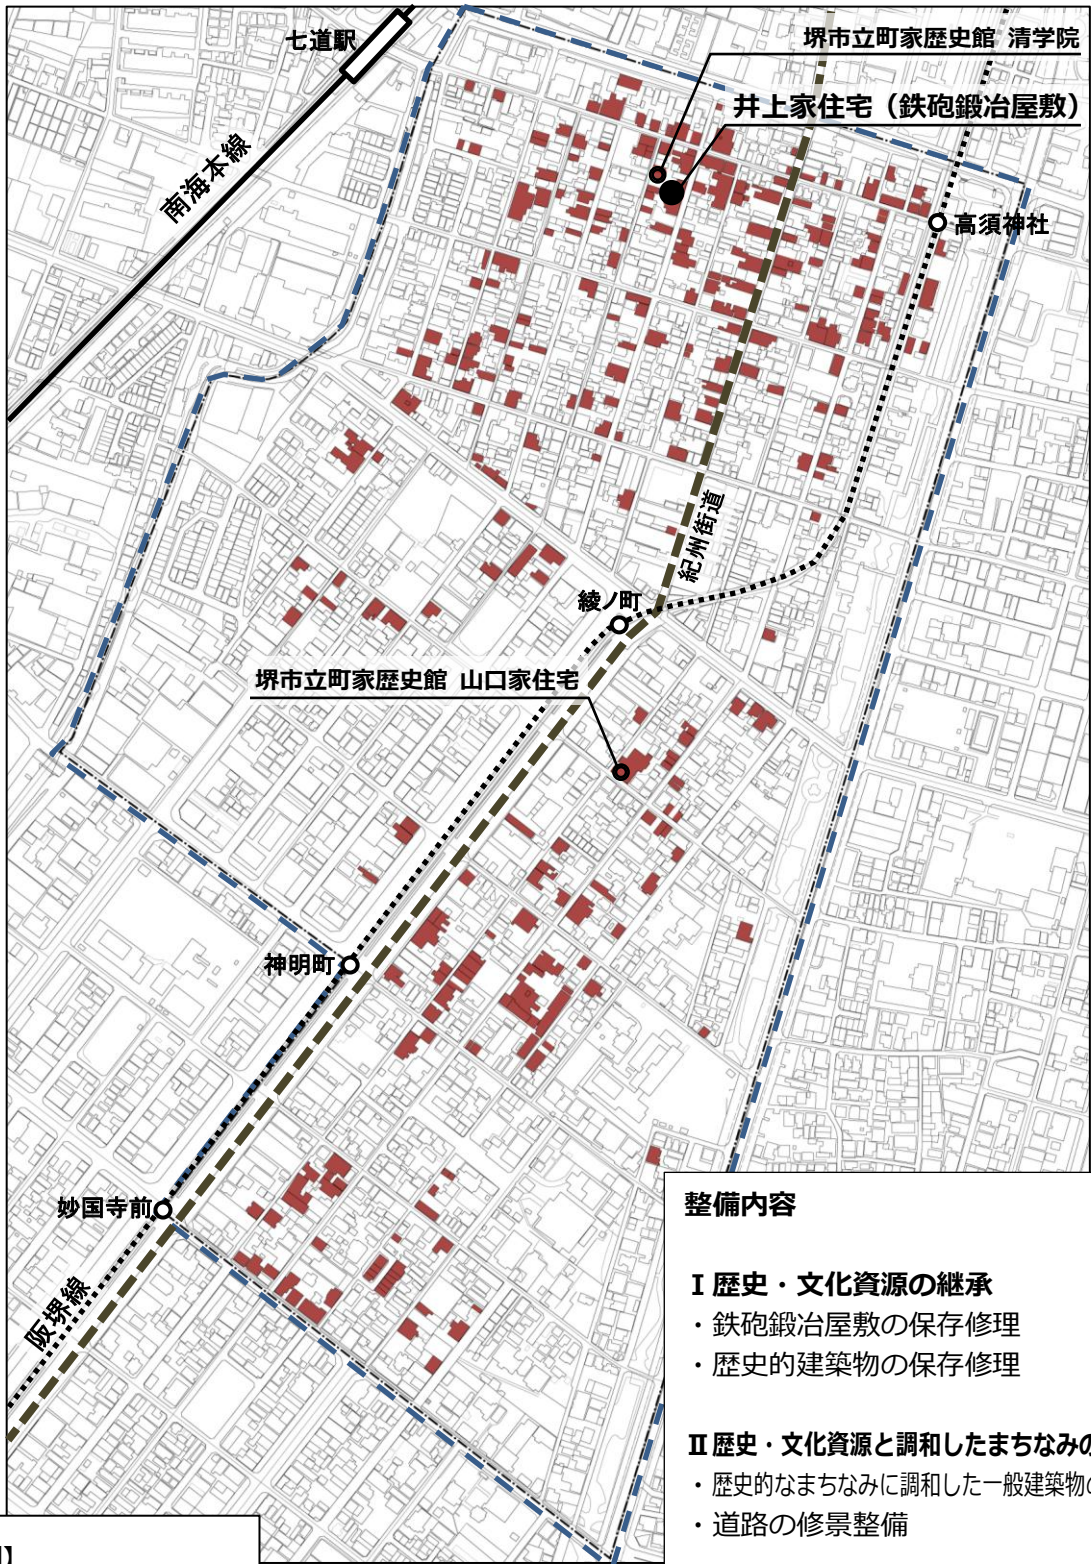 七道駅
堺市立町家歴史館 清学院
井上家住宅（鉄砲鍛冶屋敷）
南海本線
高須神社
紀州街道
綾ノ町
堺市立町家歴史館 山口家住宅
神明町
妙国寺前
阪堺線
整備内容
Ⅰ 歴史・文化資源の継承
・鉄砲鍛冶屋敷の保存修理
・歴史的建築物の保存修理
Ⅱ 歴史・文化資源と調和したまちなみの
・歴史的なまちなみに調和した一般建築物の
・道路の修景整備
】